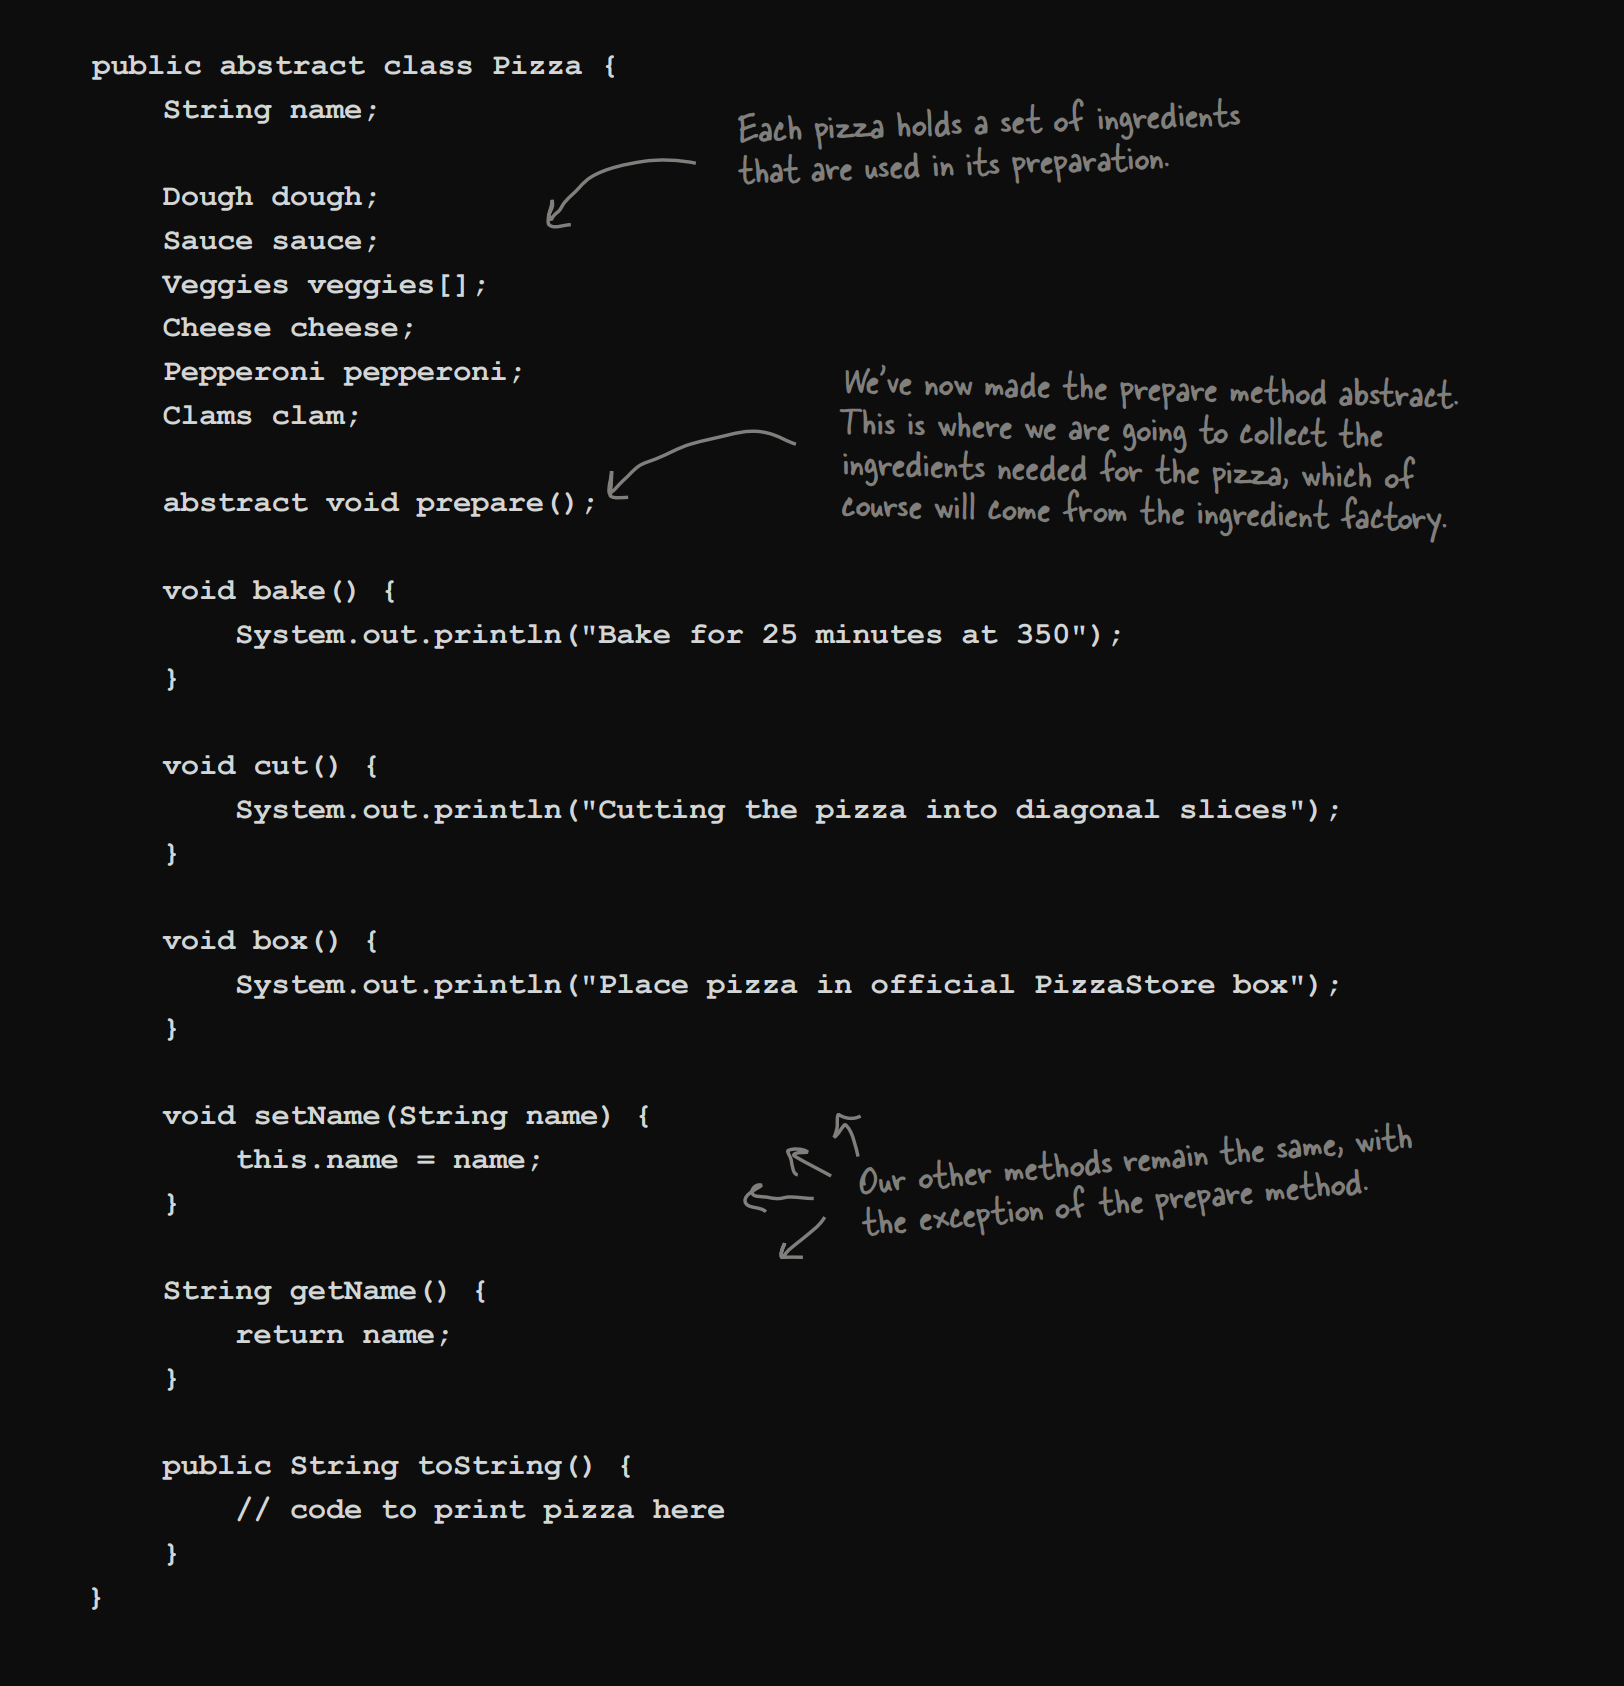 public abstract class Pizza {
String name;
Each pizza holds a set of ingredients
that are used in its preparation.
Dough dough;
Sauce sauce;
Veggies veggies[];
Cheese cheese;
Pepperoni pepperoni;
Clams clam;
We've now made the prepare method abstract.
This is where we are going to collect the
ingredients needed for the pizza, which of
course will come from the ingredient factory.
abstract void prepare();
void bake() {
System.out.println("Bake for 25 minutes at 350");
}
void cut() {
System.out.println("Cutting the pizza into diagonal slices");
}
void box() {
System.out.println("Place pizza in official PizzaStore box");
}
void setName(String name) {
this.name = name;
}
Our other methods remain the same, with
the exception of the prepare method.
String getName() {
return name;
}
public String toString() {
// code to print pizza here
}
}